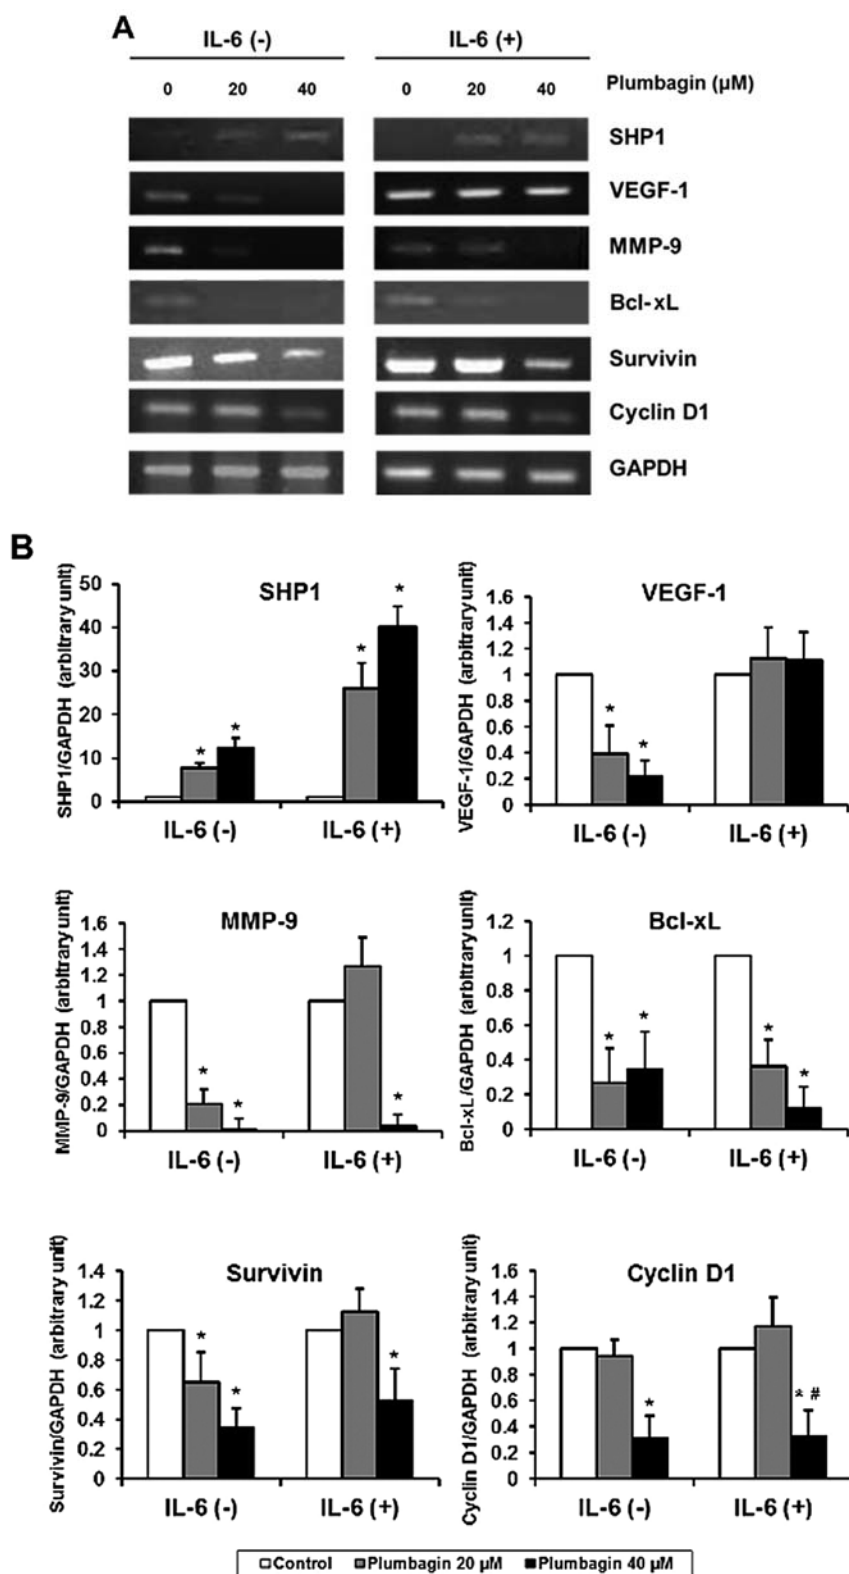 A
IL-6 (-) IL-6 (+)
0 20 40 0 20 40 Plumbagin (µM)
SHP1
VEGF-1
MMP-9
Bcl-xL
Survivin
Cyclin D1
GAPDH
B
SHP1
SHP1/GAPDH (arbitrary unit)
50
40
30
20
10
0
* * * *
IL-6 (-) IL-6 (+)
VEGF-1
VEGF-1/GAPDH (arbitrary unit)
1.6
1.4
1.2
1
0.8
0.6
0.4
0.2
0
* *
IL-6 (-) IL-6 (+)
MMP-9
MMP-9/GAPDH (arbitrary unit)
1.6
1.4
1.2
1
0.8
0.6
0.4
0.2
0
* * *
IL-6 (-) IL-6 (+)
Bcl-xL
Bcl-xL/GAPDH (arbitrary unit)
1.2
1
0.8
0.6
0.4
0.2
0
* * * *
IL-6 (-) IL-6 (+)
Survivin
Survivin/GAPDH (arbitrary unit)
1.4
1.2
1
0.8
0.6
0.4
0.2
0
* * *
IL-6 (-) IL-6 (+)
Cyclin D1
Cyclin D1/GAPDH (arbitrary unit)
1.6
1.4
1.2
1
0.8
0.6
0.4
0.2
0
* * #
IL-6 (-) IL-6 (+)
Control Plumbagin 20 µM Plumbagin 40 µM